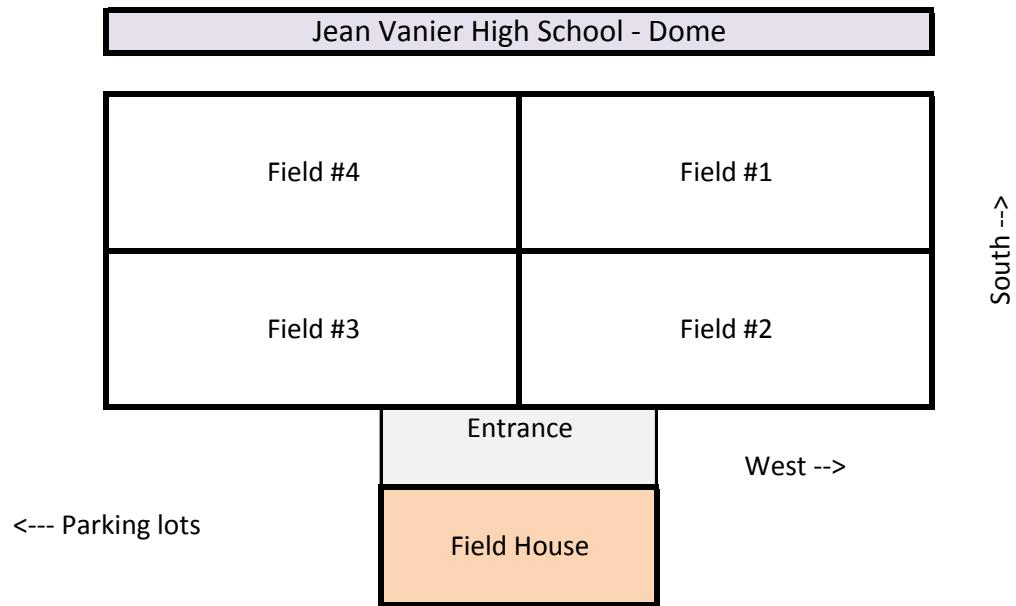 Jean Vanier High School - Dome
Field #4
Field #1
South -->
Field #3
Field #2
Entrance
West -->
<--- Parking lots
Field House